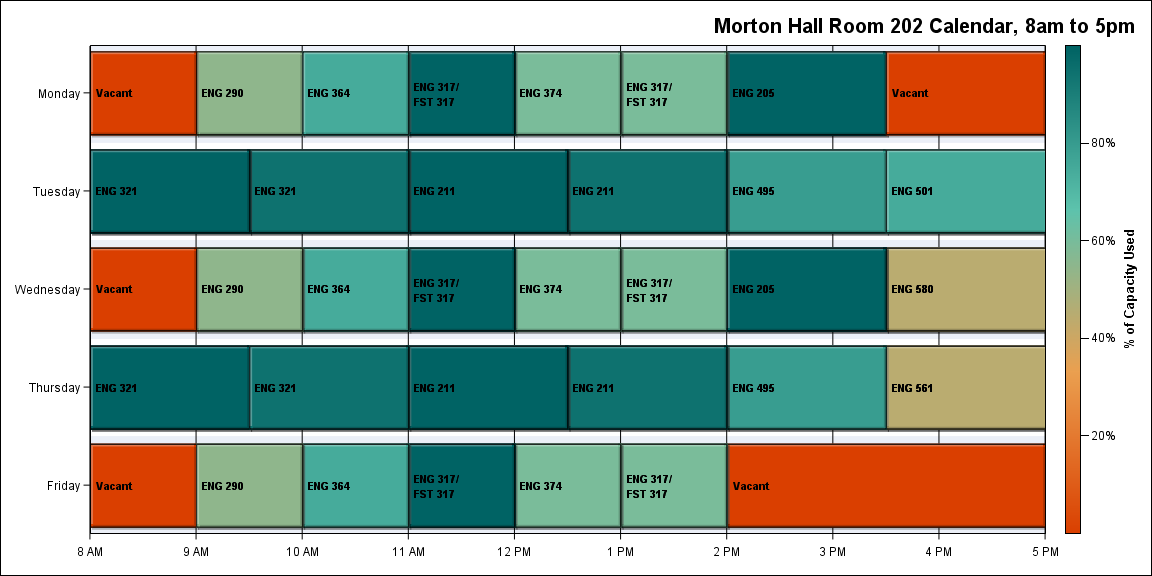 Morton Hall Room 202 Calendar, 8am to 5pm
Monday
Vacant
ENG 290
ENG 364
ENG 317/
FST 317
ENG 374
ENG 317/
FST 317
ENG 205
Vacant
Tuesday
ENG 321
ENG 321
ENG 211
ENG 211
ENG 495
ENG 501
Wednesday
Vacant
ENG 290
ENG 364
ENG 317/
FST 317
ENG 374
ENG 317/
FST 317
ENG 205
ENG 580
Thursday
ENG 321
ENG 321
ENG 211
ENG 211
ENG 495
ENG 561
Friday
Vacant
ENG 290
ENG 364
ENG 317/
FST 317
ENG 374
ENG 317/
FST 317
Vacant
8 AM
9 AM
10 AM
11 AM
12 PM
1 PM
2 PM
3 PM
4 PM
5 PM
80%
60%
40%
20%
% of Capacity Used